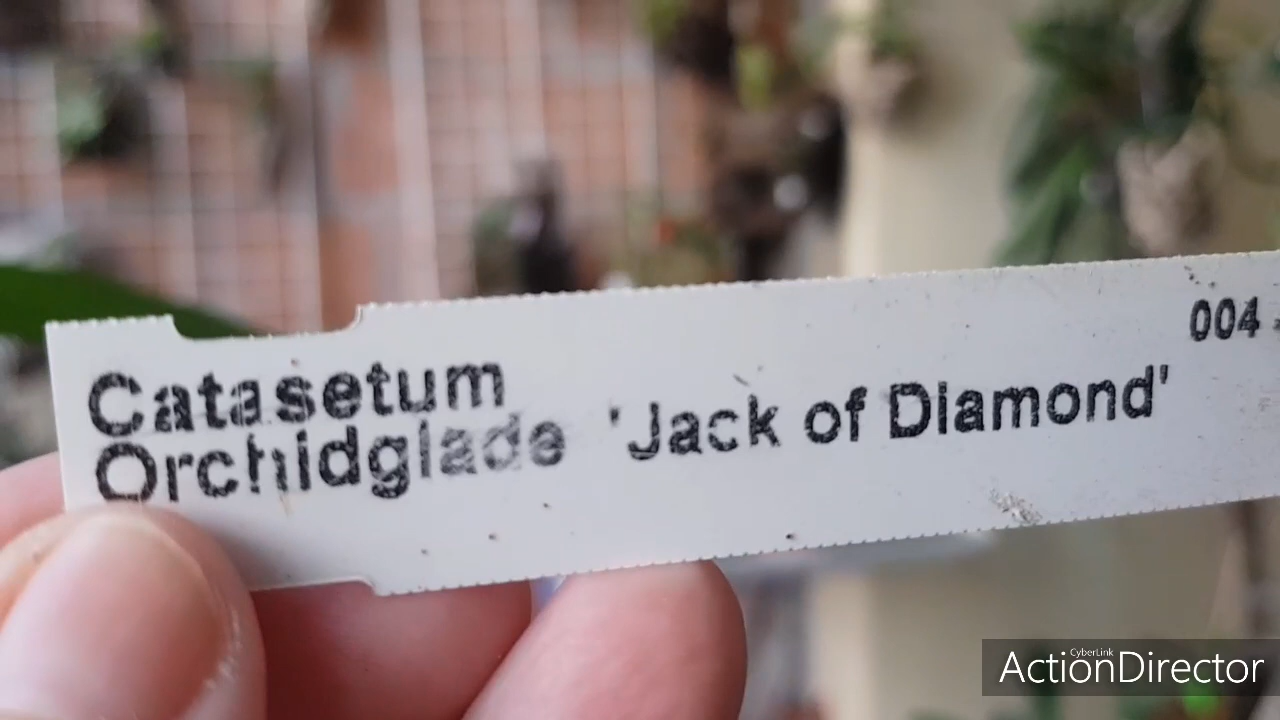 004
Catasetum
Orchidglade 'Jack of Diamond'
CyberLink
ActionDirector